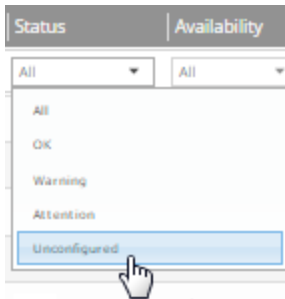 Status Availability
All All
All
OK
Warning
Attention
Unconfigured